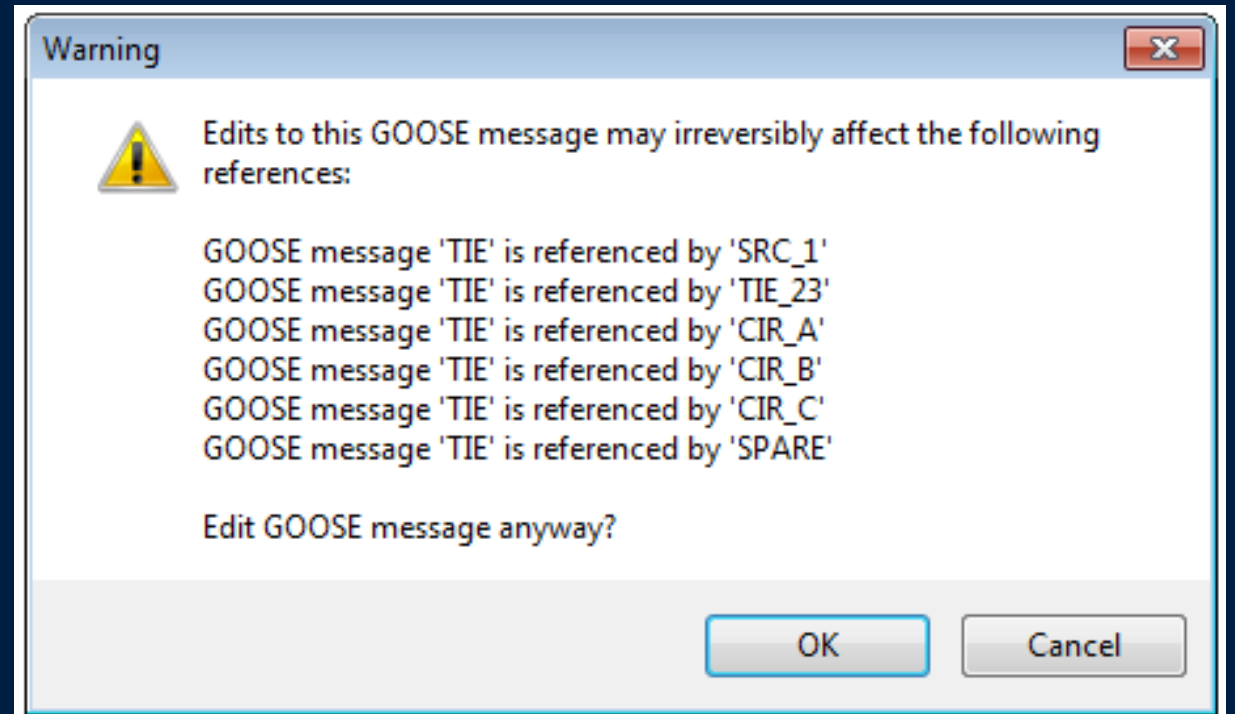 Warning
Edits to this GOOSE message may irreversibly affect the following
references:
GOOSE message 'TIE' is referenced by 'SRC_1'
GOOSE message 'TIE' is referenced by 'TIE_23'
GOOSE message 'TIE' is referenced by 'CIR_A'
GOOSE message 'TIE' is referenced by 'CIR_B'
GOOSE message 'TIE' is referenced by 'CIR_C'
GOOSE message 'TIE' is referenced by 'SPARE'
Edit GOOSE message anyway?
OK
Cancel